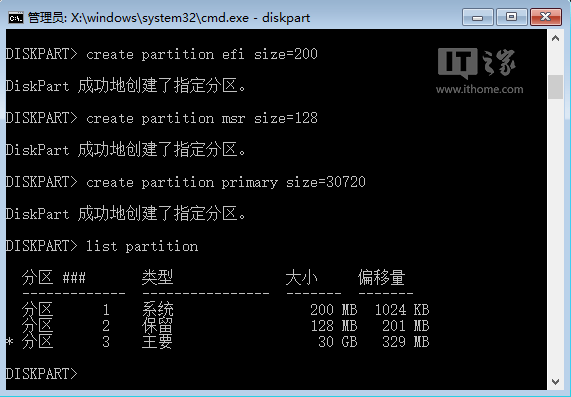 管理员: X:\windows\system32\cmd.exe - diskpart
DISKPART> create partition efi size=200
IT之家
www.ithome.com
DiskPart 成功地创建了指定分区。
DISKPART> create partition msr size=128
DiskPart 成功地创建了指定分区。
DISKPART> create partition primary size=30720
DiskPart 成功地创建了指定分区。
DISKPART> list partition
分区 ### 类型 大小 偏移量
------------- ---------------- ------- -------
分区 1 系统 200 MB 1024 KB
分区 2 保留 128 MB 201 MB
* 分区 3 主要 30 GB 329 MB
DISKPART>